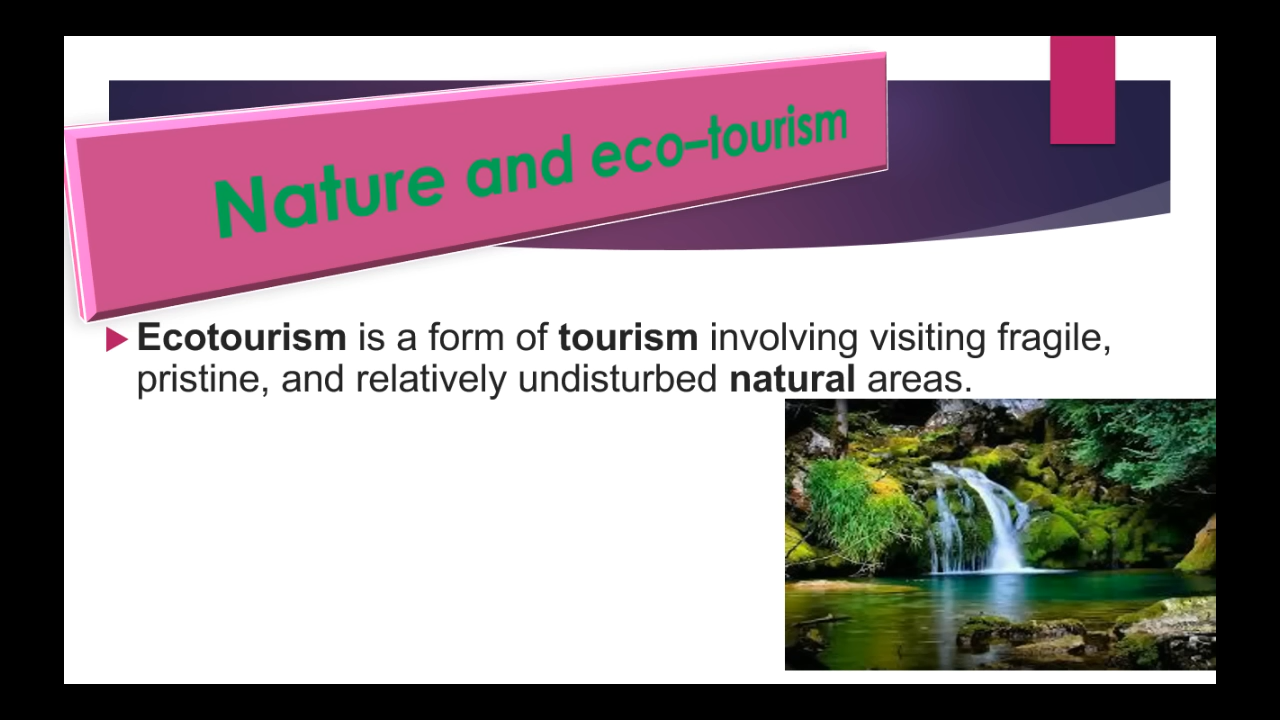 Nature and eco–tourism
Ecotourism is a form of tourism involving visiting fragile,
pristine, and relatively undisturbed natural areas.